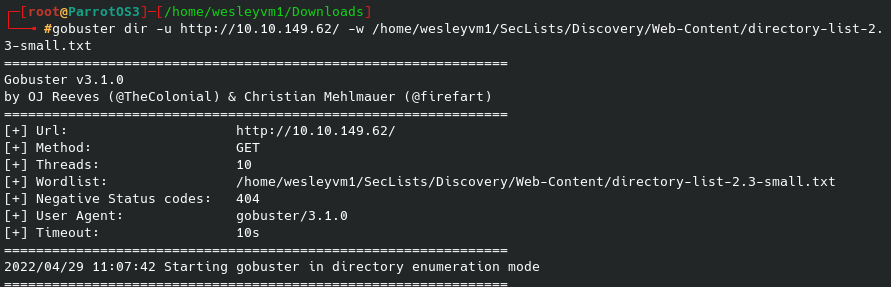 ┌─[root@ParrotOS3]─[/home/wesleyvm1/Downloads]
└──╼ #gobuster dir -u http://10.10.149.62/ -w /home/wesleyvm1/SecLists/Discovery/Web-Content/directory-list-2.
3-small.txt
===============================================================
Gobuster v3.1.0
by OJ Reeves (@TheColonial) & Christian Mehlmauer (@firefart)
===============================================================
[+] Url:                     http://10.10.149.62/
[+] Method:                  GET
[+] Threads:                 10
[+] Wordlist:                /home/wesleyvm1/SecLists/Discovery/Web-Content/directory-list-2.3-small.txt
[+] Negative Status codes:   404
[+] User Agent:              gobuster/3.1.0
[+] Timeout:                 10s
===============================================================
2022/04/29 11:07:42 Starting gobuster in directory enumeration mode
===============================================================